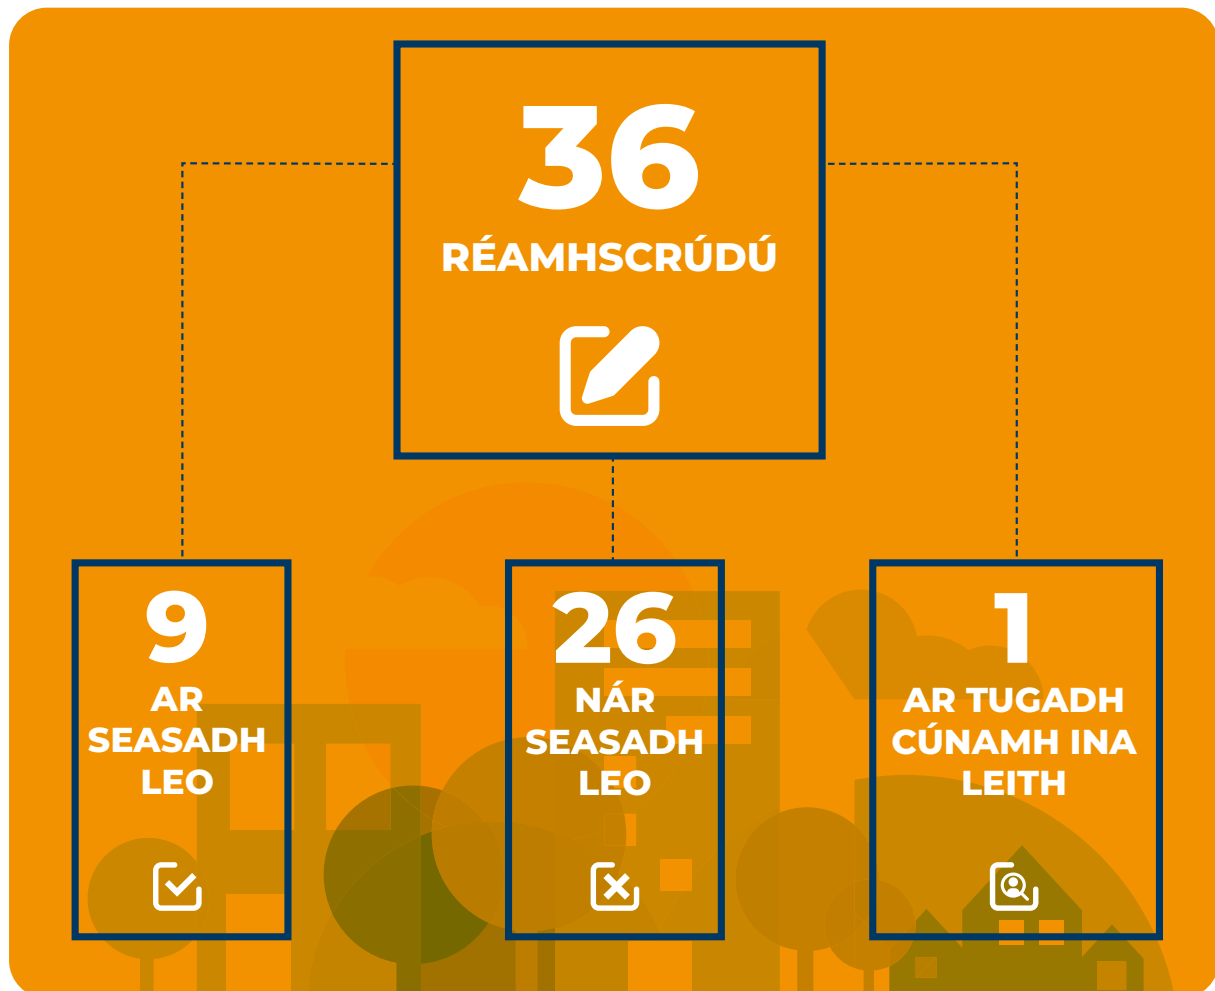 36
RÉAMHSCRÚDÚ
9
AR
SEASADH
LEO
26
NÁR
SEASADH
LEO
1
AR TUGADH
CÚNAMH INA
LEITH